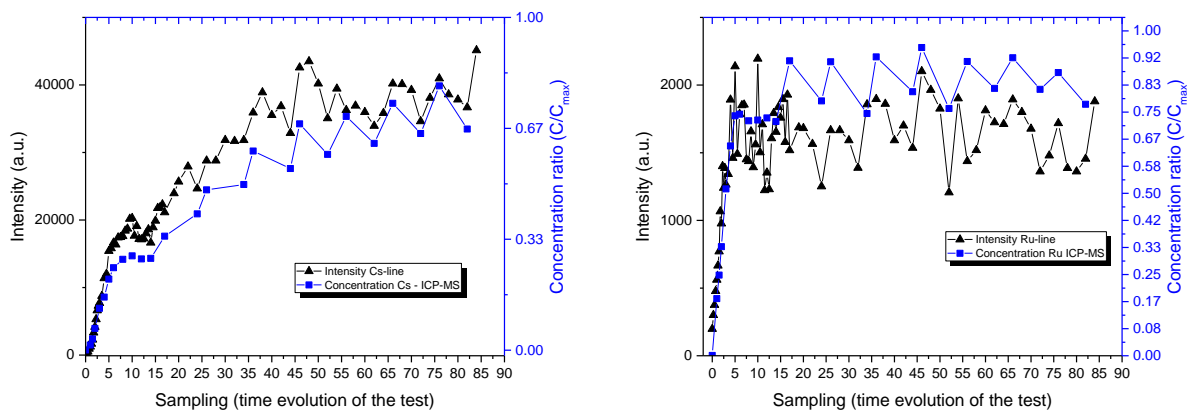 1.00
0.67
0.33
0.00
40000
20000
0
Intensity (a.u.)
Concentration ratio (C/Cmax)
Intensity Cs-line
Concentration Cs - ICP-MS
0 5 10 15 20 25 30 35 40 45 50 55 60 65 70 75 80 85 90
Sampling (time evolution of the test)
2000
1000
0
Intensity (a.u.)
1.00
0.92
0.83
0.75
0.67
0.58
0.50
0.42
0.33
0.25
0.17
0.08
0.00
Concentration ratio (C/Cmax)
Intensity Ru-line
Concentration Ru ICP-MS
0 5 10 15 20 25 30 35 40 45 50 55 60 65 70 75 80 85 90
Sampling (time evolution of the test)